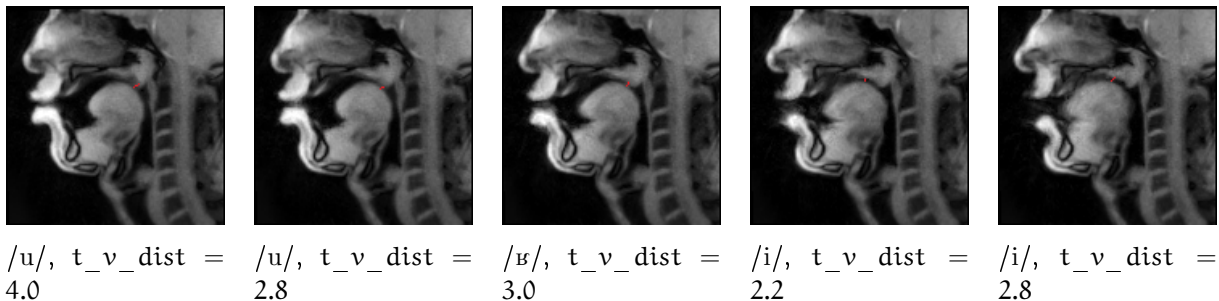 /u/, t_v_dist = 4.0
/u/, t_v_dist = 2.8
/ʁ/, t_v_dist = 3.0
/i/, t_v_dist = 2.2
/i/, t_v_dist = 2.8